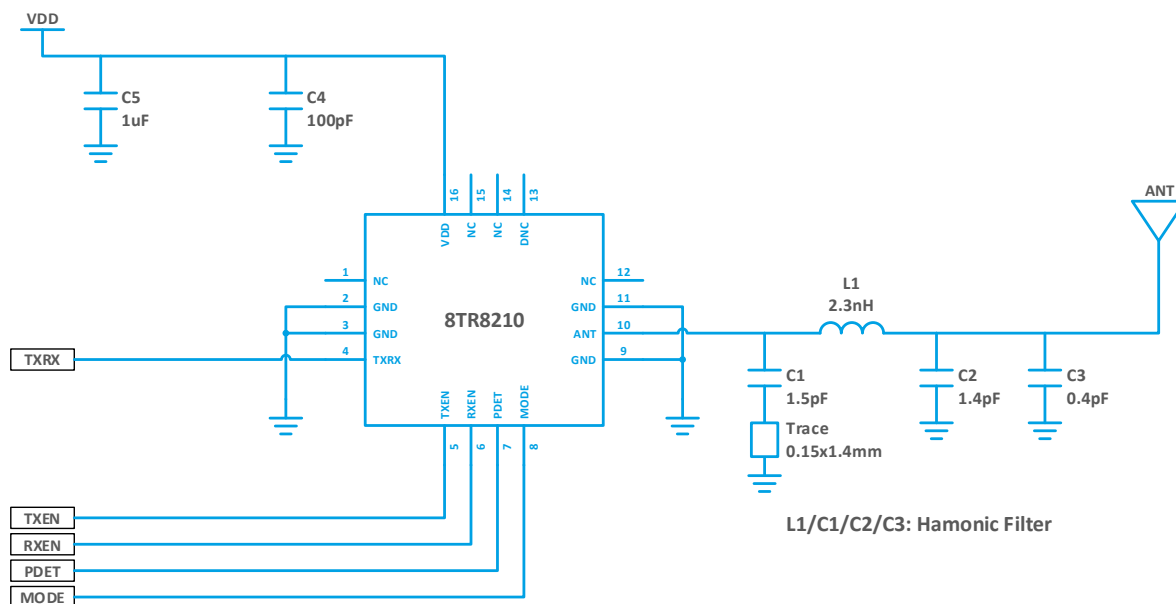 VDD
C5
1uF
C4
100pF
16
15
14
13
VDD
NC
NC
DNC
1
NC
2
GND
3
GND
4
TXRX
8TR8210
NC
12
GND
11
ANT
10
GND
9
TXEN
RXEN
PDET
MODE
5
6
7
8
TXRX
TXEN
RXEN
PDET
MODE
L1
2.3nH
ANT
C1
1.5pF
Trace
0.15x1.4mm
C2
1.4pF
C3
0.4pF
L1/C1/C2/C3: Hamonic Filter